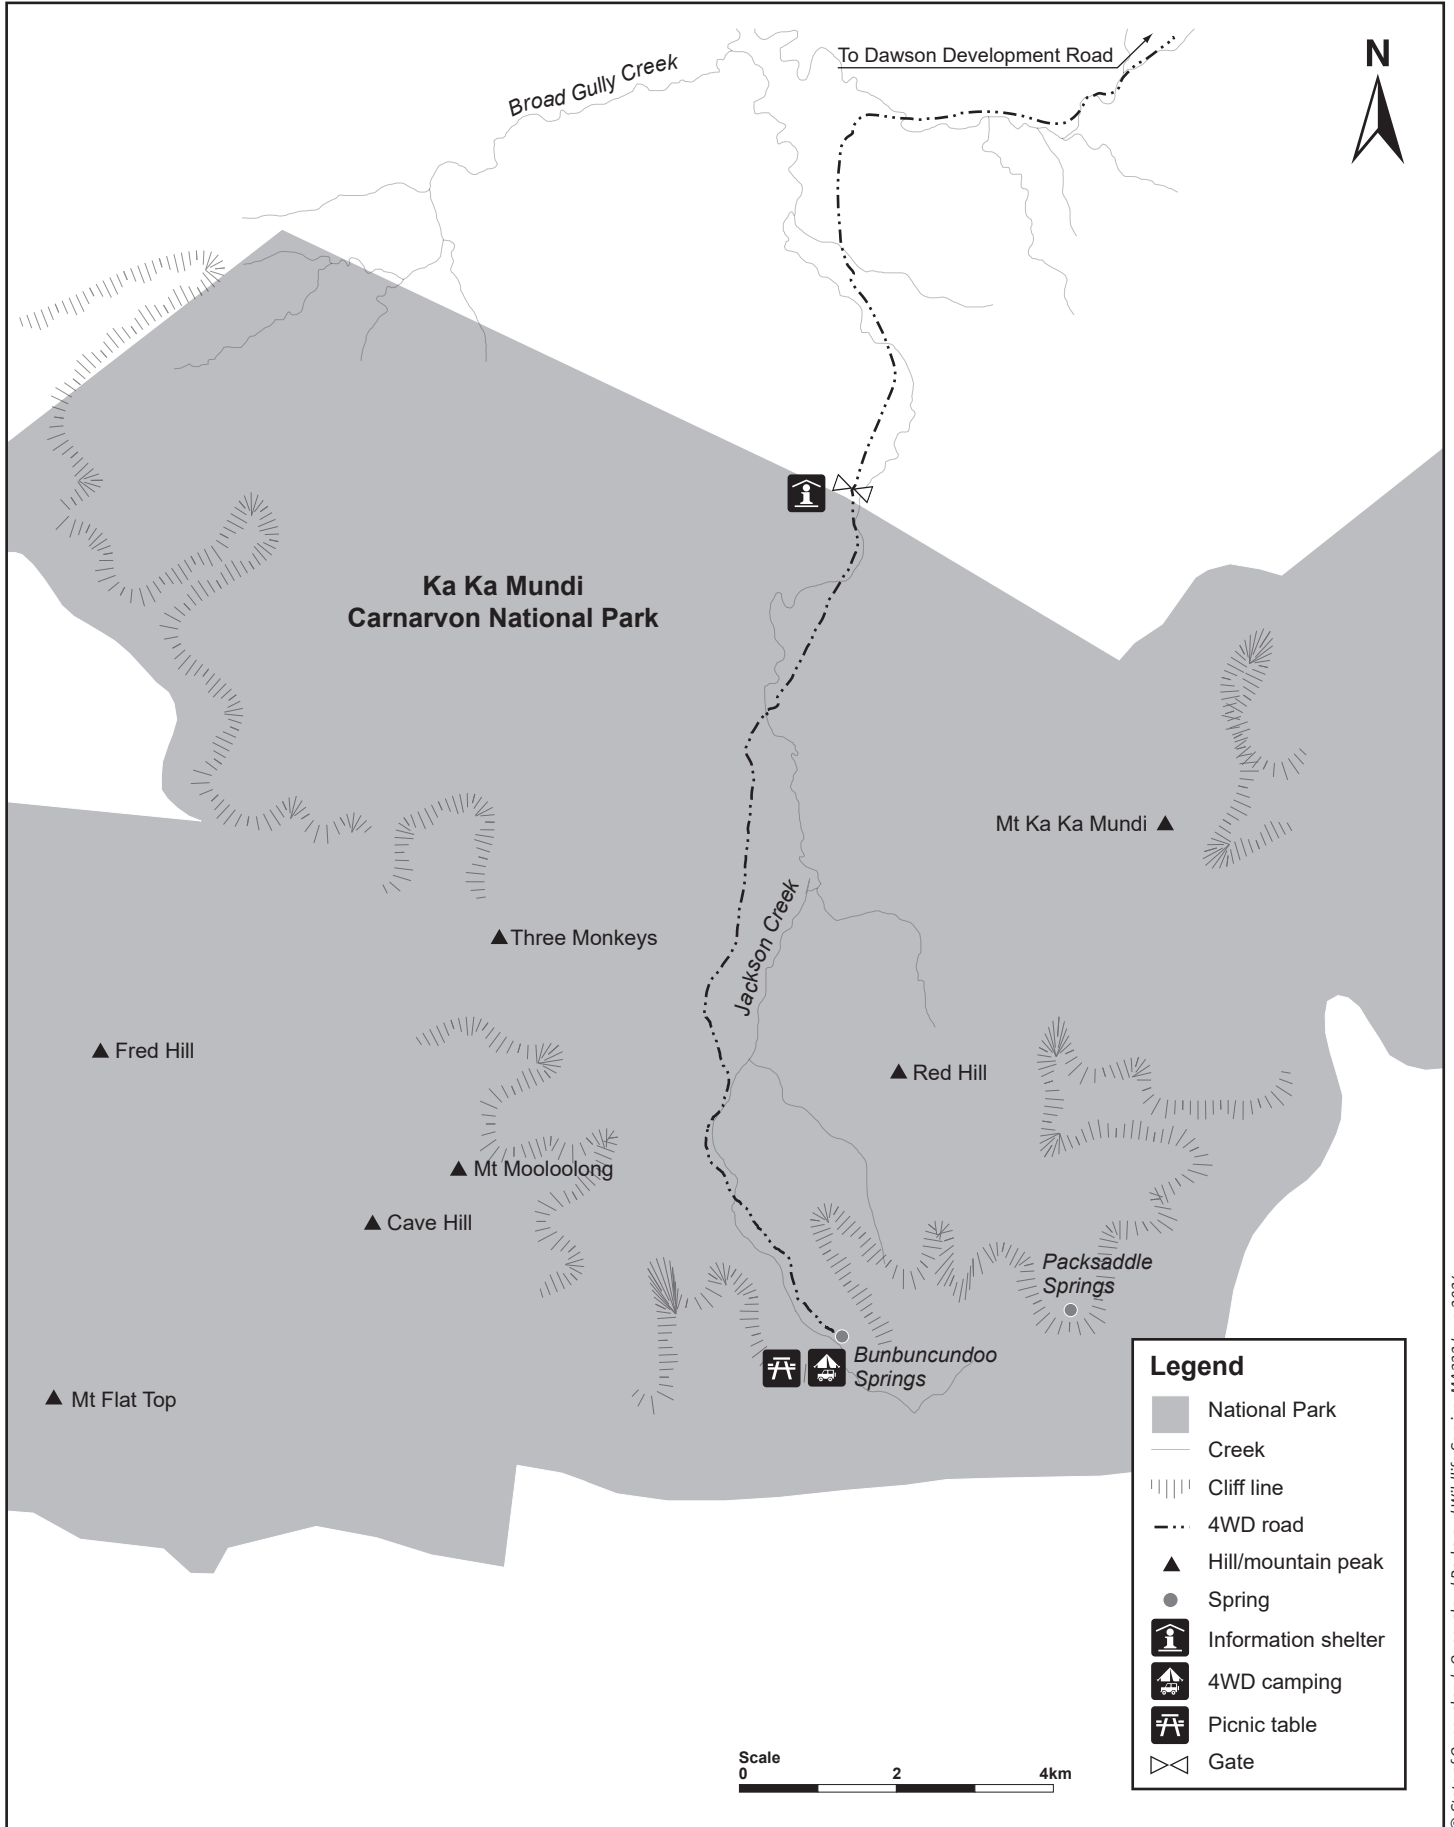 To Dawson Development Road
N
Broad Gully Creek
Ka Ka Mundi
Carnarvon National Park
Mt Ka Ka Mundi
Jackson Creek
Three Monkeys
Fred Hill
Red Hill
Mt Mooloolong
Cave Hill
Packsaddle
Springs
Bunbuncundoo
Springs
Mt Flat Top
Legend
National Park
Creek
Cliff line
4WD road
Hill/mountain peak
Spring
Information shelter
4WD camping
Picnic table
Gate
Scale
0 2 4km